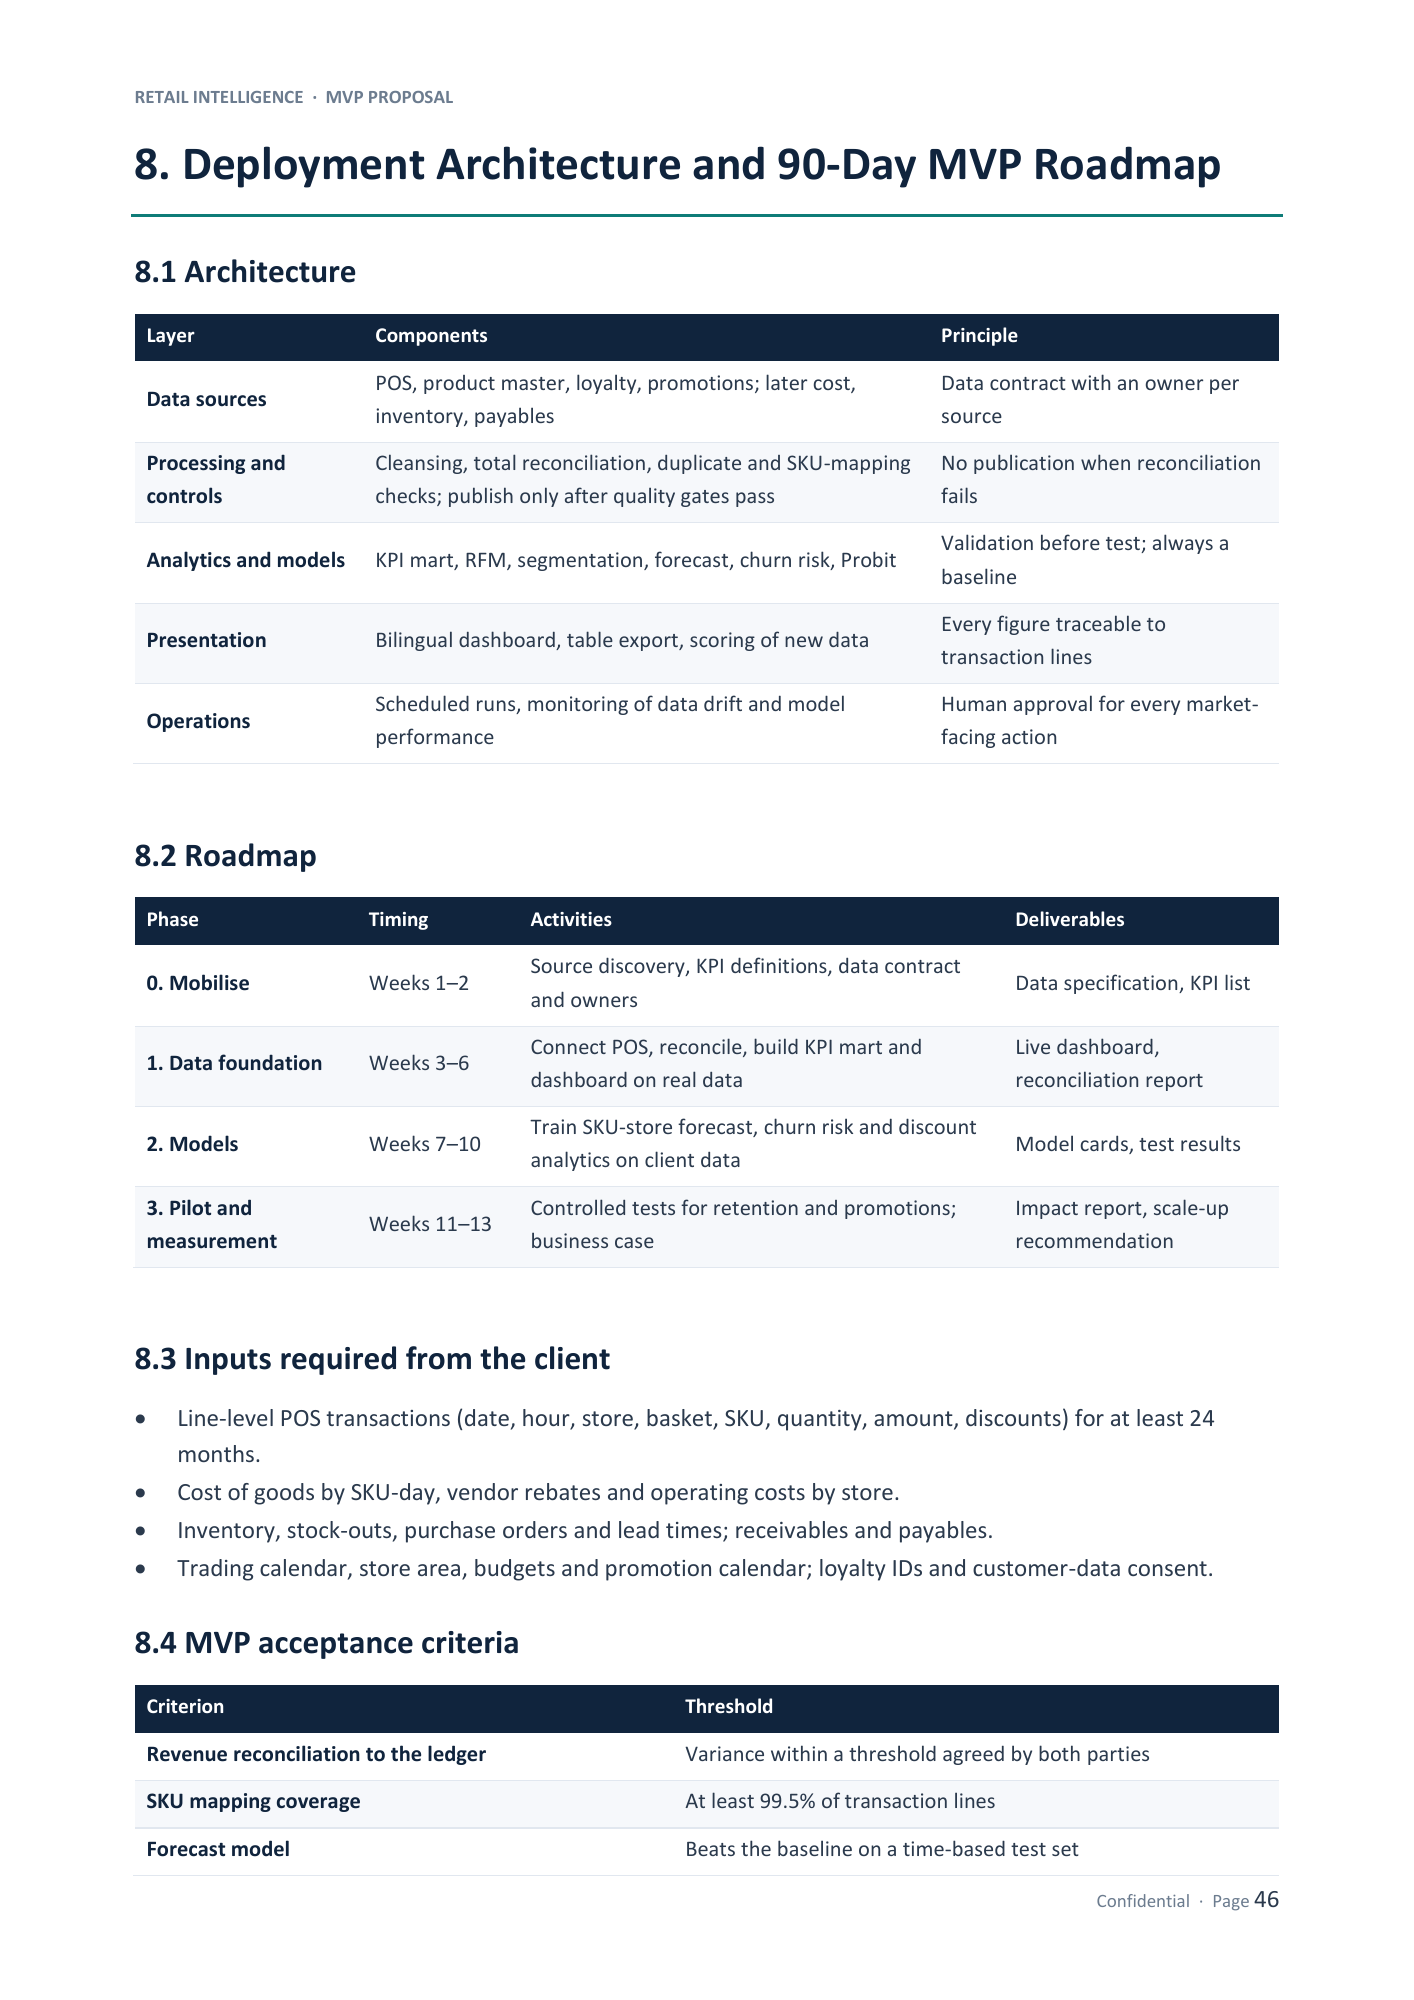 RETAIL INTELLIGENCE · MVP PROPOSAL
8. Deployment Architecture and 90-Day MVP Roadmap
8.1 Architecture
Layer Components Principle
Data sources POS, product master, loyalty, promotions; later cost, Data contract with an owner per
inventory, payables source
Processing and Cleansing, total reconciliation, duplicate and SKU-mapping No publication when reconciliation
controls checks; publish only after quality gates pass fails
Analytics and models KPI mart, RFM, segmentation, forecast, churn risk, Probit Validation before test; always a
baseline
Presentation Bilingual dashboard, table export, scoring of new data Every figure traceable to
transaction lines
Operations Scheduled runs, monitoring of data drift and model Human approval for every market-
performance facing action
8.2 Roadmap
Phase Timing Activities Deliverables
0. Mobilise Weeks 1–2 Source discovery, KPI definitions, data contract Data specification, KPI list
and owners
1. Data foundation Weeks 3–6 Connect POS, reconcile, build KPI mart and Live dashboard,
dashboard on real data reconciliation report
2. Models Weeks 7–10 Train SKU-store forecast, churn risk and discount Model cards, test results
analytics on client data
3. Pilot and Weeks 11–13 Controlled tests for retention and promotions; Impact report, scale-up
measurement business case recommendation
8.3 Inputs required from the client
• Line-level POS transactions (date, hour, store, basket, SKU, quantity, amount, discounts) for at least 24
months.
• Cost of goods by SKU-day, vendor rebates and operating costs by store.
• Inventory, stock-outs, purchase orders and lead times; receivables and payables.
• Trading calendar, store area, budgets and promotion calendar; loyalty IDs and customer-data consent.
8.4 MVP acceptance criteria
Criterion Threshold
Revenue reconciliation to the ledger Variance within a threshold agreed by both parties
SKU mapping coverage At least 99.5% of transaction lines
Forecast model Beats the baseline on a time-based test set
Confidential · Page 46